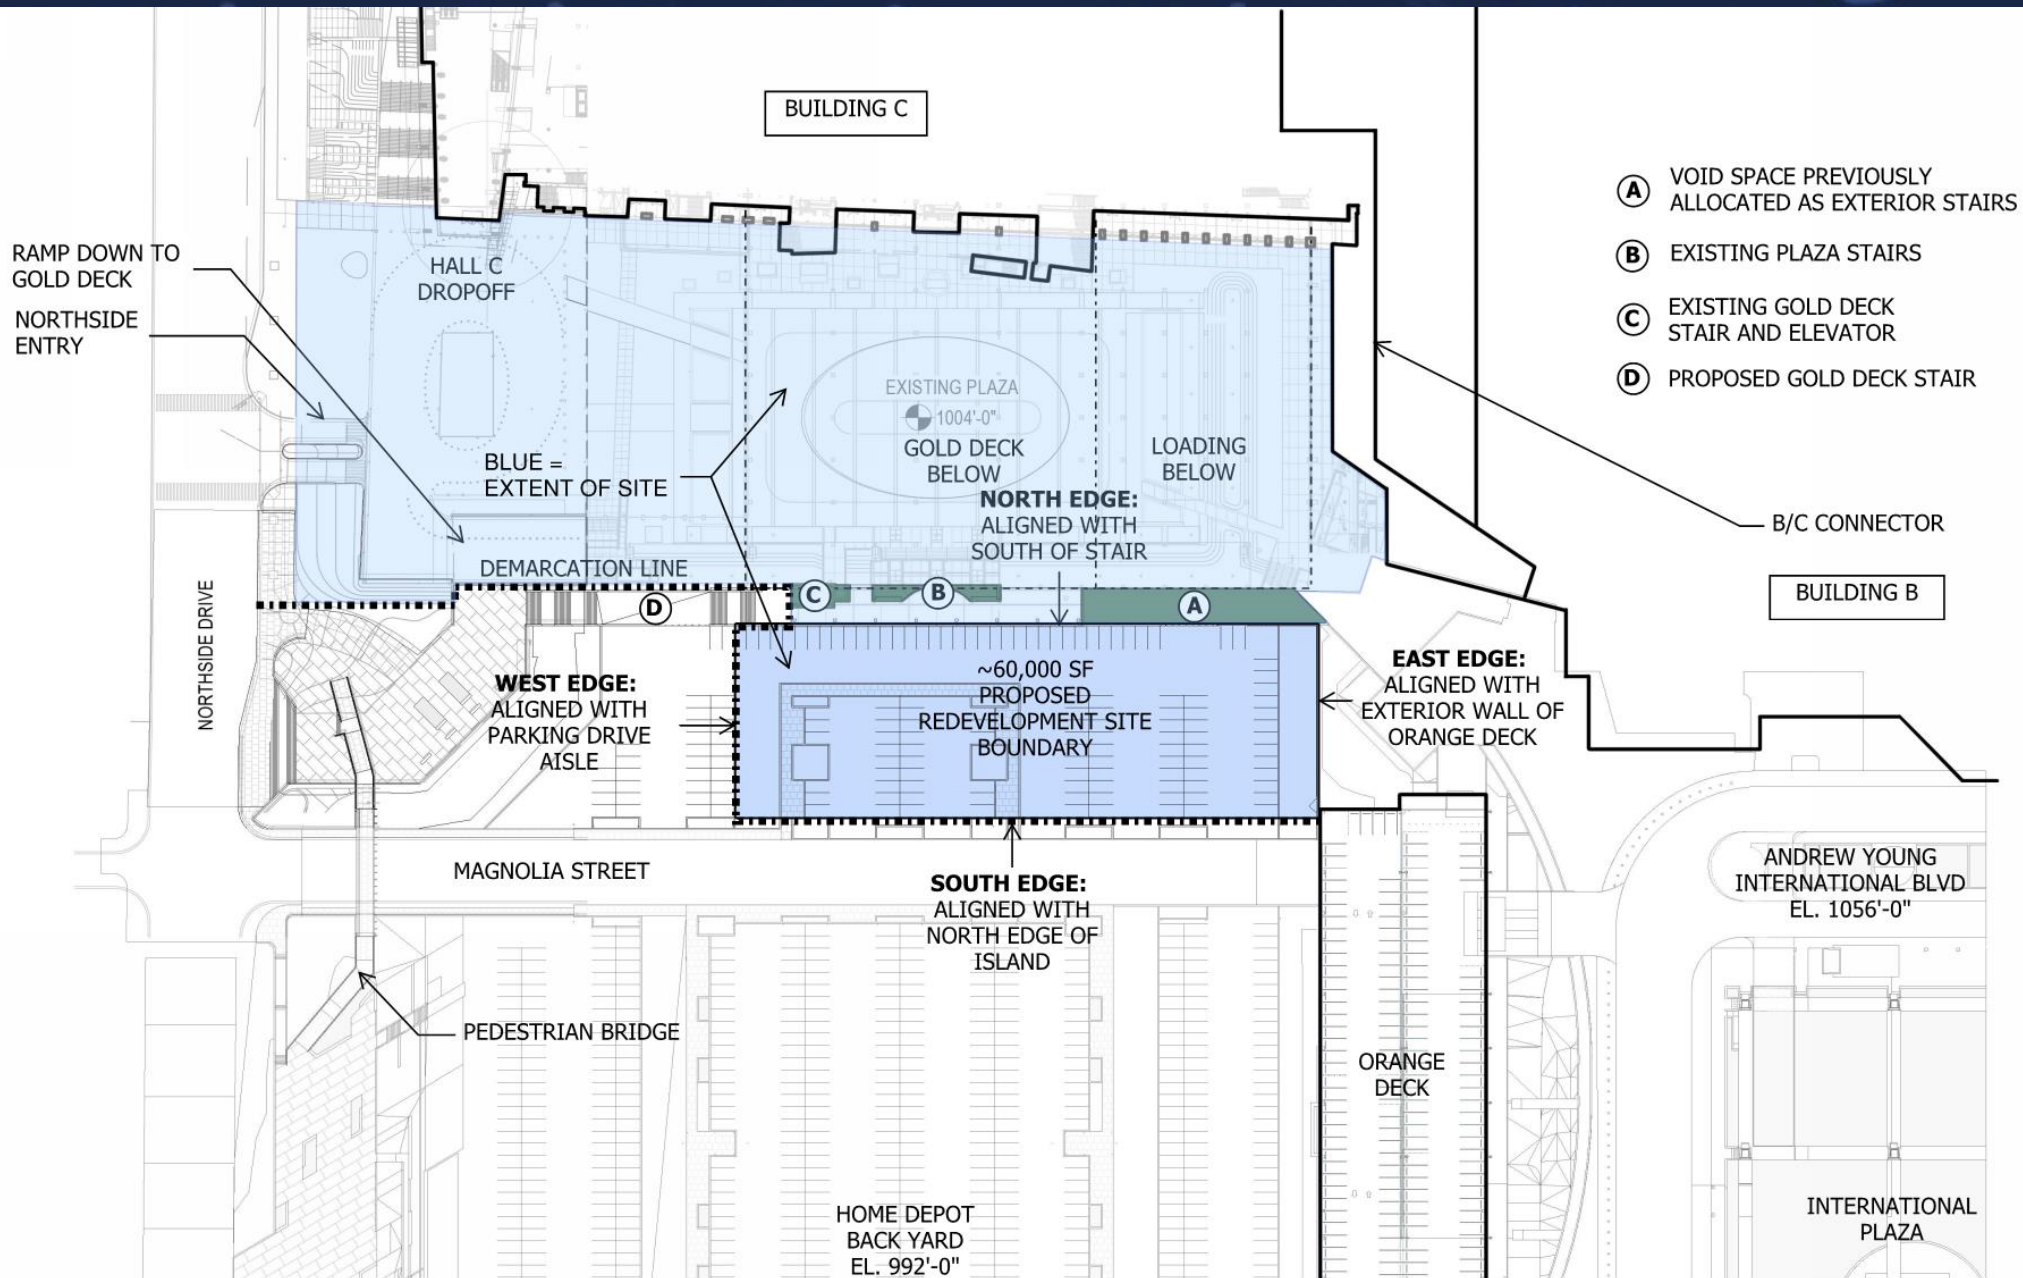 BUILDING C
A
VOID SPACE PREVIOUSLY
ALLOCATED AS EXTERIOR STAIRS
B
EXISTING PLAZA STAIRS
C
EXISTING GOLD DECK
STAIR AND ELEVATOR
D
PROPOSED GOLD DECK STAIR
RAMP DOWN TO
GOLD DECK
NORTHSIDE
ENTRY
HALL C
DROPOFF
EXISTING PLAZA
1004'-0"
GOLD DECK
BELOW
LOADING
BELOW
BLUE =
EXTENT OF SITE
NORTH EDGE:
ALIGNED WITH
SOUTH OF STAIR
B/C CONNECTOR
BUILDING B
DEMARCATION LINE
D
C
B
A
NORTHSIDE DRIVE
WEST EDGE:
ALIGNED WITH
PARKING DRIVE
AISLE
~60,000 SF
PROPOSED
REDEVELOPMENT SITE
BOUNDARY
EAST EDGE:
ALIGNED WITH
EXTERIOR WALL OF
ORANGE DECK
MAGNOLIA STREET
SOUTH EDGE:
ALIGNED WITH
NORTH EDGE OF
ISLAND
ANDREW YOUNG
INTERNATIONAL BLVD
EL. 1056'-0"
PEDESTRIAN BRIDGE
ORANGE
DECK
HOME DEPOT
BACK YARD
EL. 992'-0"
INTERNATIONAL
PLAZA